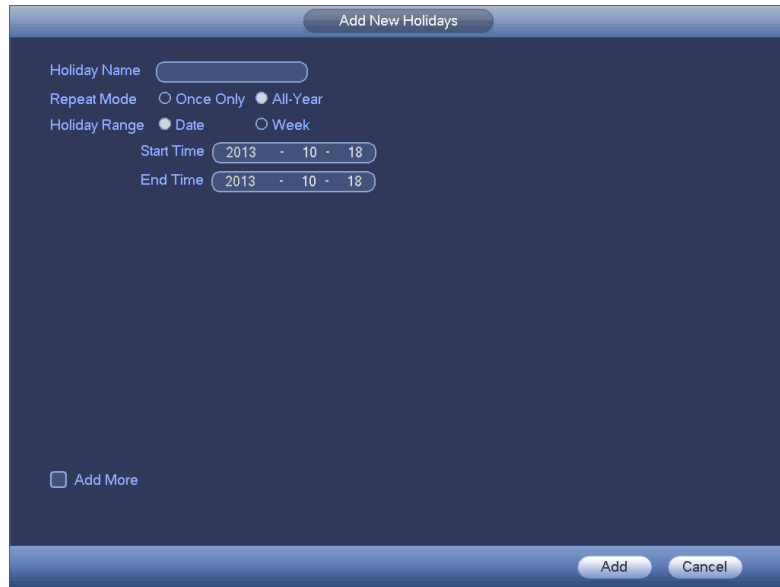 Add New Holidays
Holiday Name
Repeat Mode Once Only All-Year
Holiday Range Date Week
Start Time 2013 - 10 - 18
End Time 2013 - 10 - 18
Add More
Add Cancel